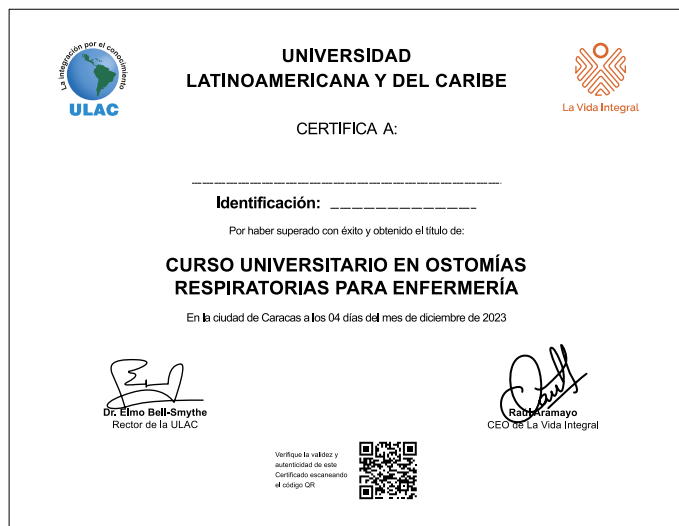 La integración por el conocimiento
ULAC
UNIVERSIDAD
LATINOAMERICANA Y DEL CARIBE
La Vida Integral
CERTIFICA A:
Identificación:
Por haber superado con éxito y obtenido el título de:
CURSO UNIVERSITARIO EN OSTOMÍAS
RESPIRATORIAS PARA ENFERMERÍA
En la ciudad de Caracas a los 04 días del mes de diciembre de 2023
Dr. Elmo Bell-Smythe
Rector de la ULAC
Raúl Aramayo
CEO de La Vida Integral
Verifique la validez y
autenticidad de este
Certificado escaneando
el código QR